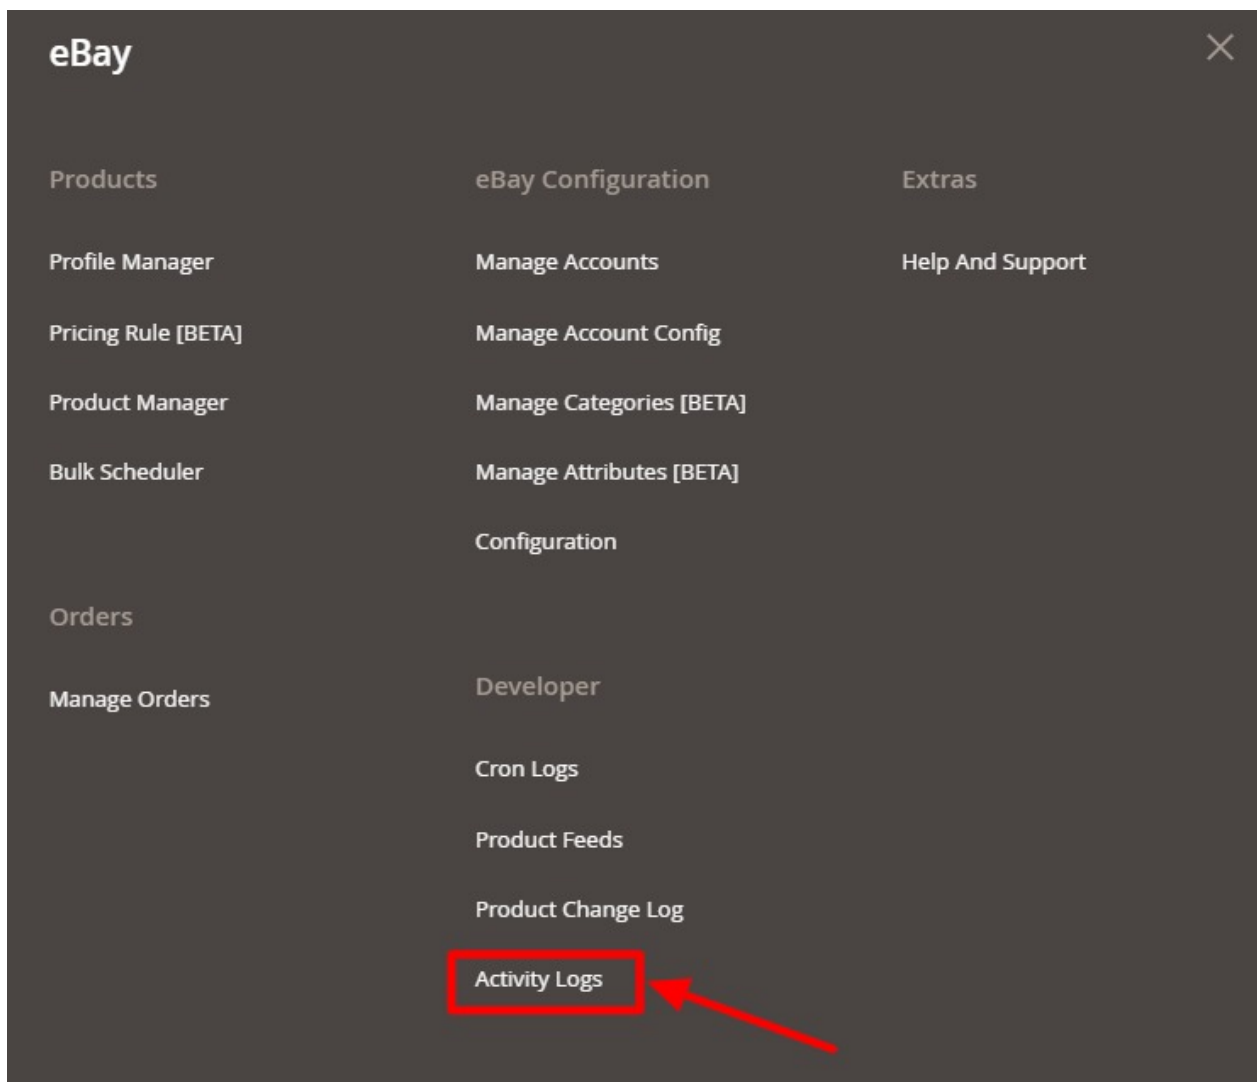 eBay
Products
Profile Manager
Pricing Rule [BETA]
Product Manager
Bulk Scheduler
Orders
Manage Orders
eBay Configuration
Manage Accounts
Manage Account Config
Manage Categories [BETA]
Manage Attributes [BETA]
Configuration
Developer
Cron Logs
Product Feeds
Product Change Log
Activity Logs
Extras
Help And Support